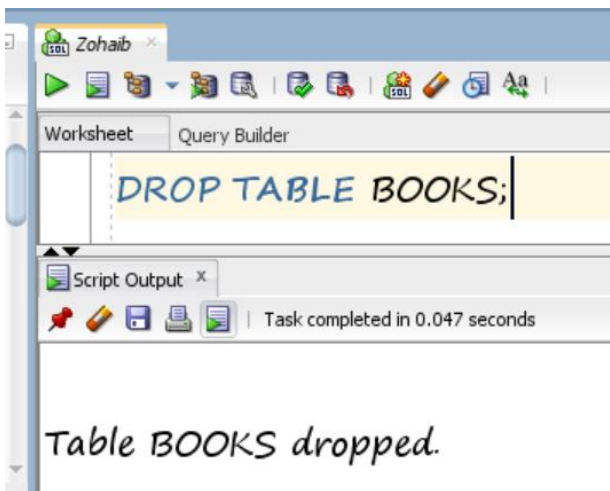 Zohaib
Worksheet Query Builder
DROP TABLE BOOKS;
Script Output
Task completed in 0.047 seconds
Table BOOKS dropped.